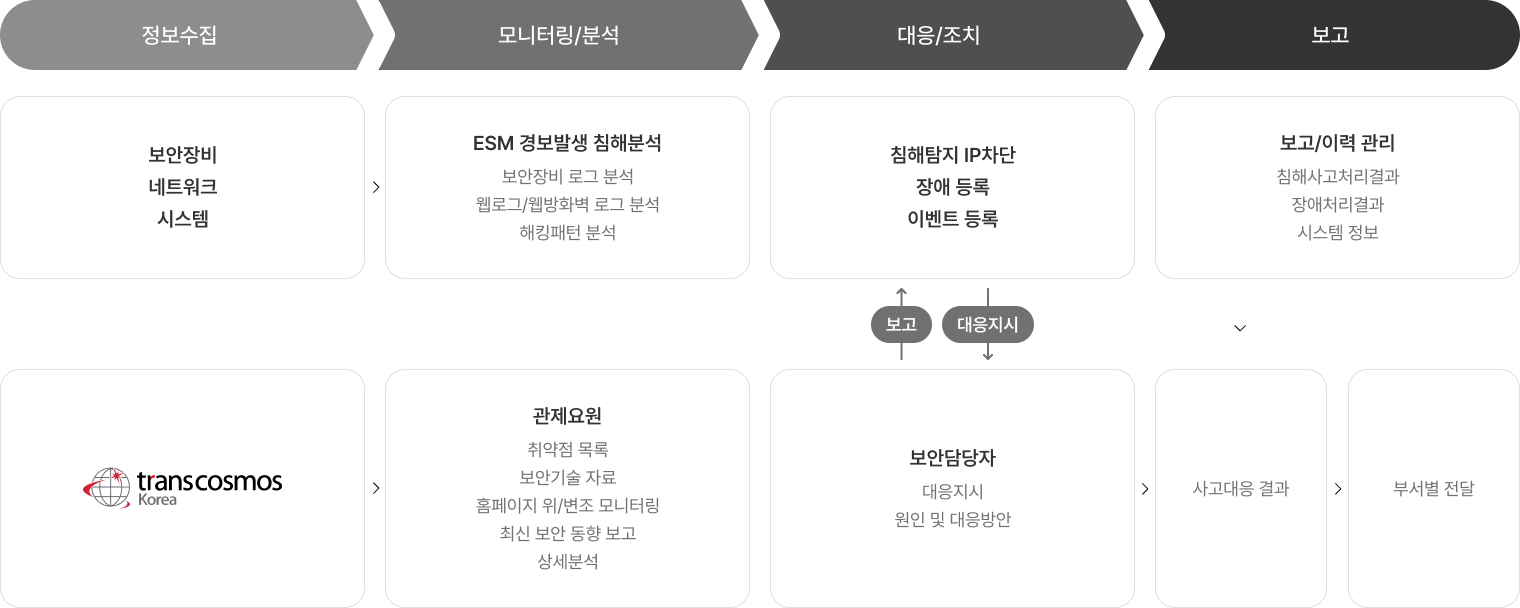 정보수집
모니터링/분석
대응/조치
보고
보안장비
네트워크
시스템
ESM 경보발생 침해분석
보안장비 로그 분석
웹로그/웹방화벽 로그 분석
해킹패턴 분석
침해탐지 IP차단
장애 등록
이벤트 등록
보고/이력 관리
침해사고처리결과
장애처리결과
시스템 정보
보고
대응지시
transcosmos
Korea
관제요원
취약점 목록
보안기술 자료
홈페이지 위/변조 모니터링
최신 보안 동향 보고
상세분석
보안담당자
대응지시
원인 및 대응방안
사고대응 결과
부서별 전달